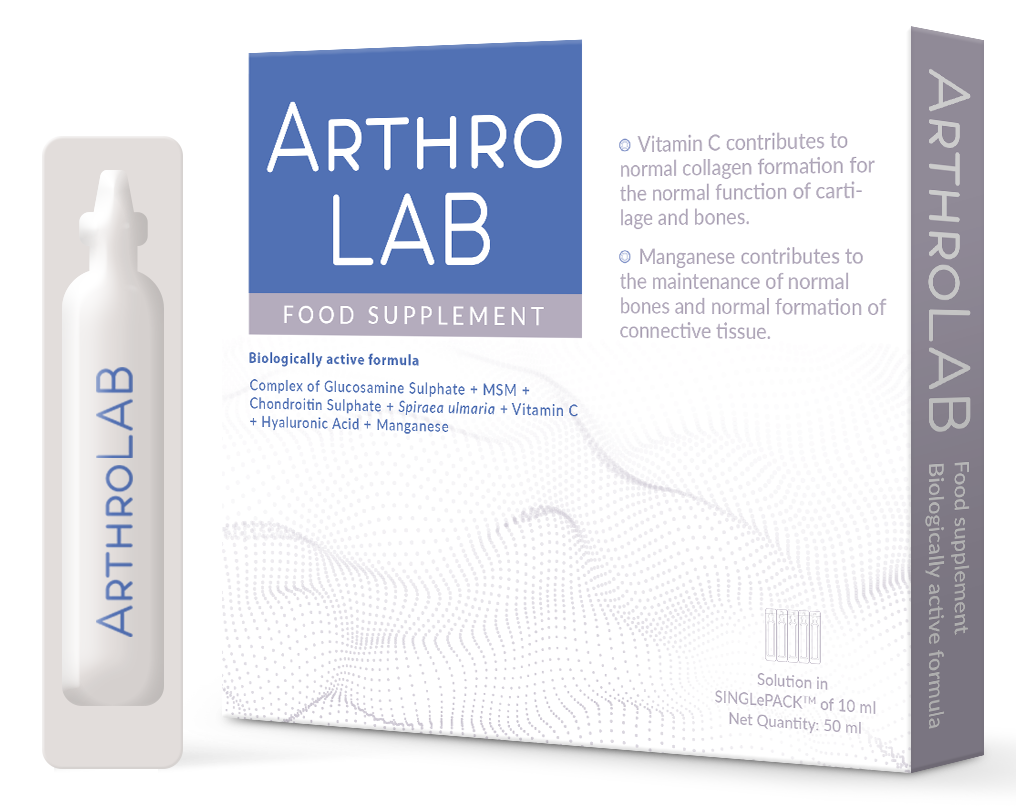 ARTHROLAB
ARTHRO
LAB
FOOD SUPPLEMENT
Biologically active formula
Complex of Glucosamine Sulphate + MSM +
Chondroitin Sulphate + Spiraea ulmaria + Vitamin C
+ Hyaluronic Acid + Manganese
Vitamin C contributes to
normal collagen formation for
the normal function of carti-
lage and bones.
Manganese contributes to
the maintenance of normal
bones and normal formation of
connective tissue.
Solution in
SINGLePACK™ of 10 ml
Net Quantity: 50 ml
ARTHROLAB
Food supplement
Biologically active formula